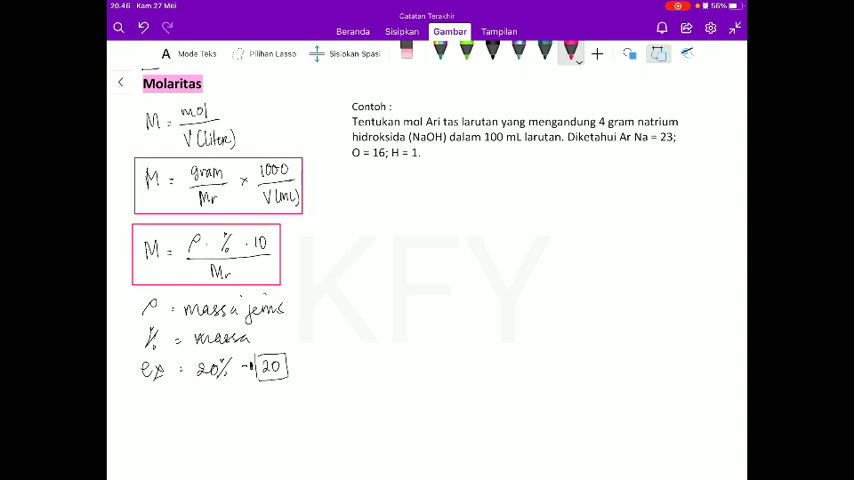 20.46 Kam 27 Mei
56%
Catatan Terakhir
Beranda Sisipkan Gambar Tampilan
A Mode Teks Pilihan Lasso Sisipkan Spasi
Molaritas
M = mol / V (liter)
M = gram / Mr × 1000 / V (mL)
M = ρ . % . 10 / Mr
ρ = massa jenis
% = massa
ex = 20% → 20
Contoh :
Tentukan mol Ari tas larutan yang mengandung 4 gram natrium
hidroksida (NaOH) dalam 100 mL larutan. Diketahui Ar Na = 23;
O = 16; H = 1.
KFY